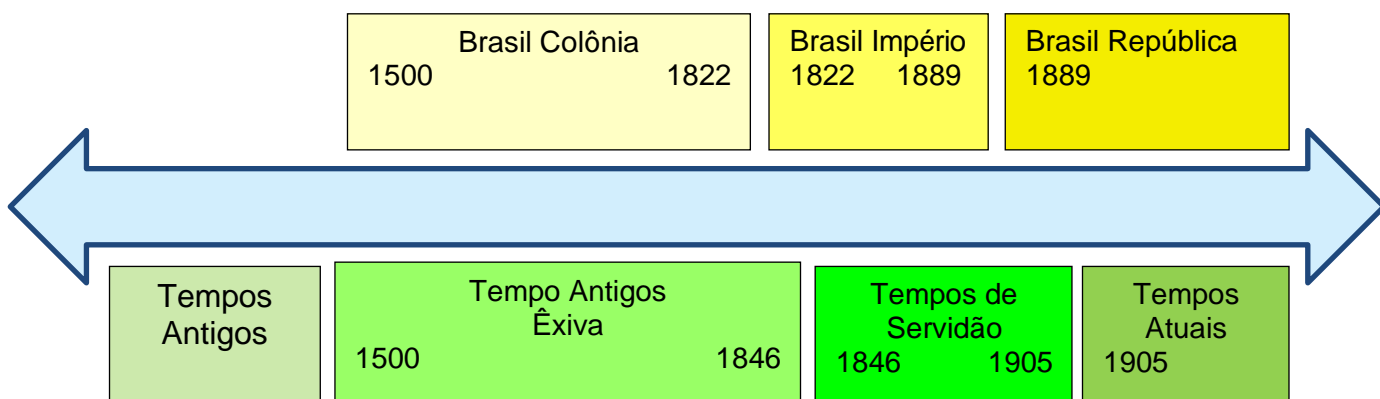 Brasil Colônia
1500 1822
Brasil Império
1822 1889
Brasil República
1889
Tempos
Antigos
Tempo Antigos
Êxiva
1500 1846
Tempos de
Servidão
1846 1905
Tempos
Atuais
1905